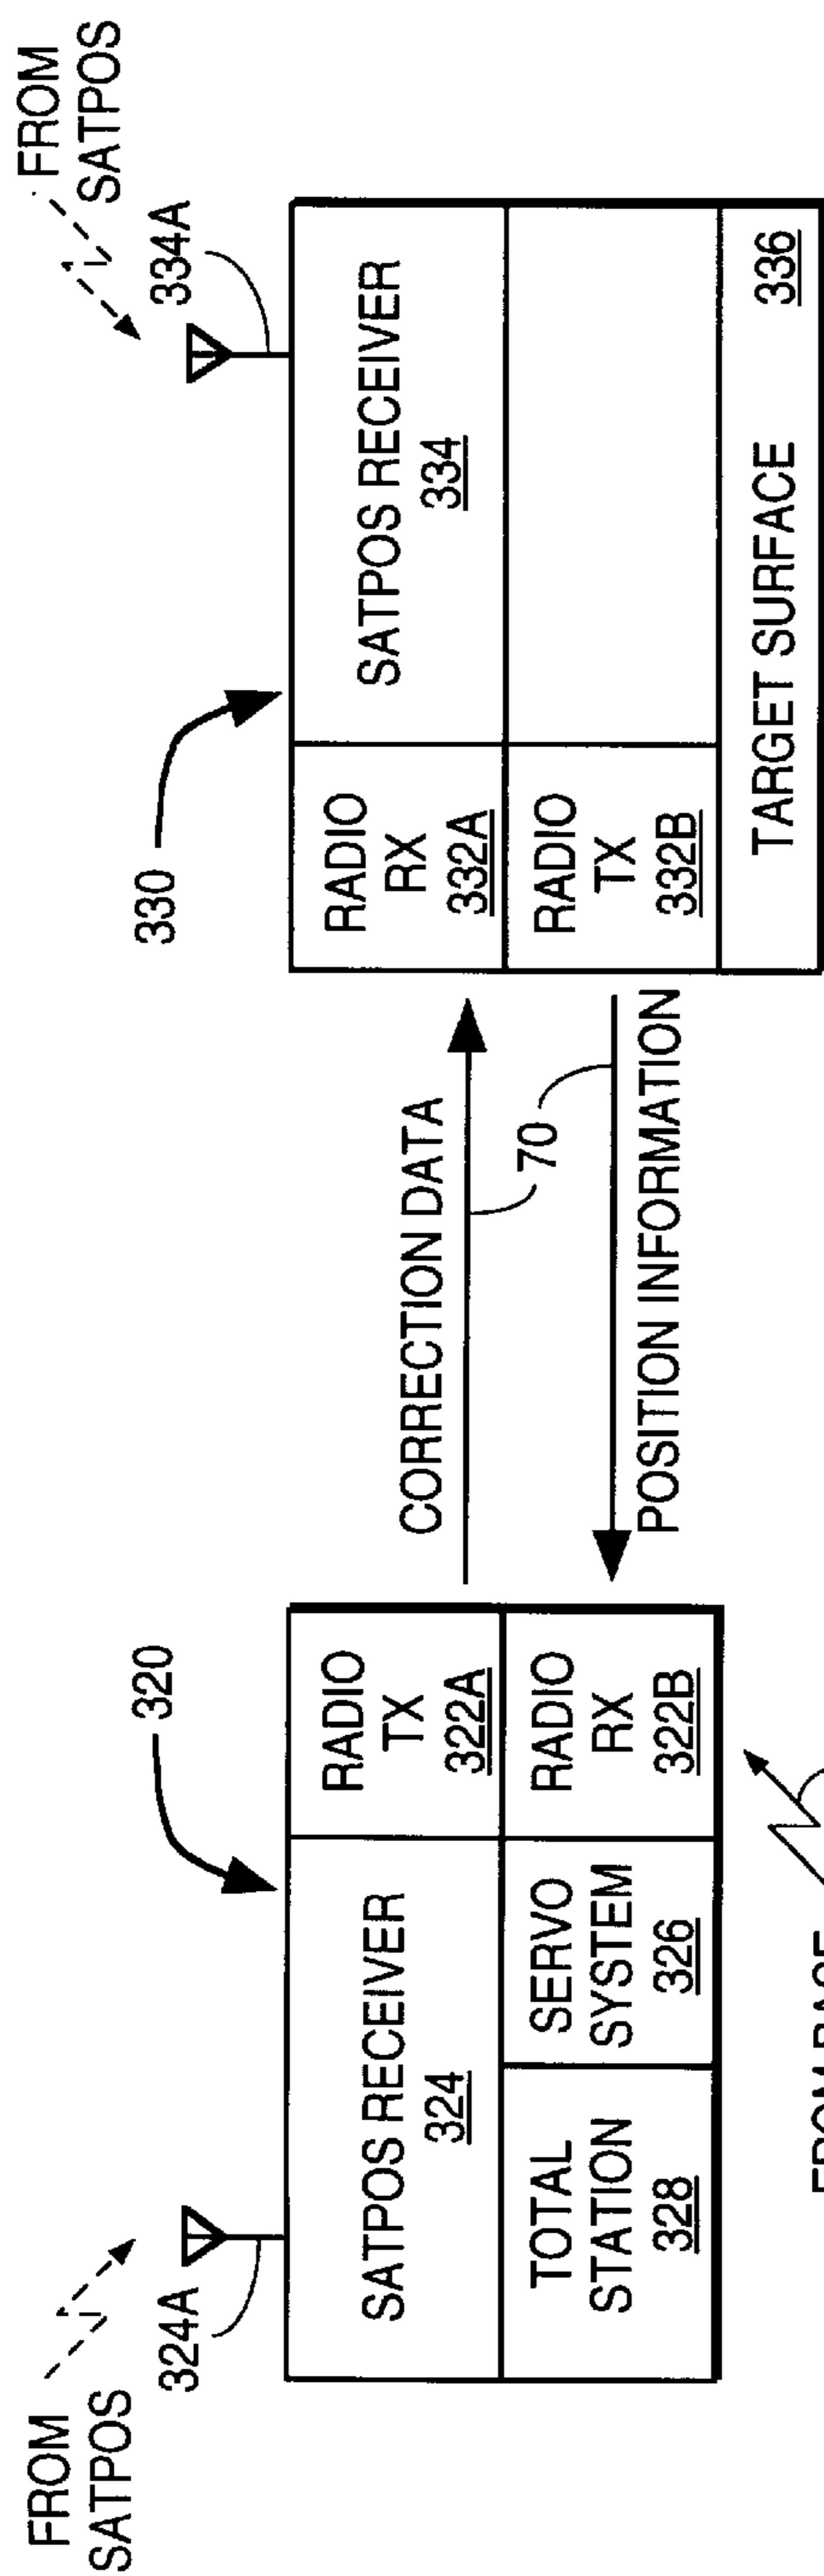 FROM
SATPOS
324A
320
SATPOS RECEIVER
324
RADIO
TX
322A
TOTAL
STATION
328
SERVO
SYSTEM
326
RADIO
RX
322B
CORRECTION DATA
70
POSITION INFORMATION
330
FROM
SATPOS
334A
RADIO
RX
332A
SATPOS RECEIVER
334
RADIO
TX
332B
TARGET SURFACE 336
FROM BASE